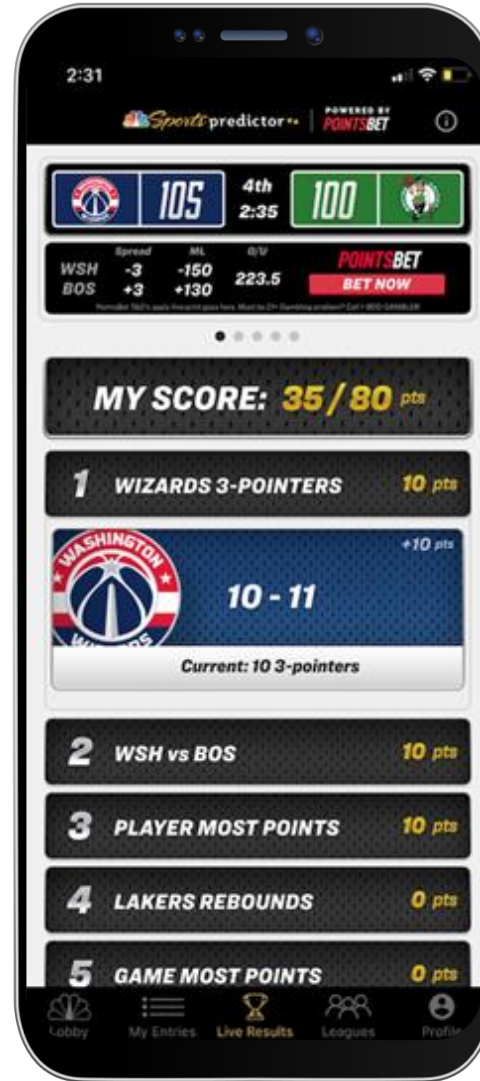 2:31
Sports predictor
POWERED BY
POINTSBET
105
4th
2:35
100
Spread ML O/U
WSH -3 -150 223.5
BOS +3 +130
POINTSBET
BET NOW
MY SCORE: 35/80 pts
1 WIZARDS 3-POINTERS 10 pts
WASHINGTON
WIZARDS
+10 pts
10 - 11
Current: 10 3-pointers
2 WSH vs BOS 10 pts
3 PLAYER MOST POINTS 10 pts
4 LAKERS REBOUNDS 0 pts
5 GAME MOST POINTS 0 pts
Lobby My Entries Live Results Leagues Profile